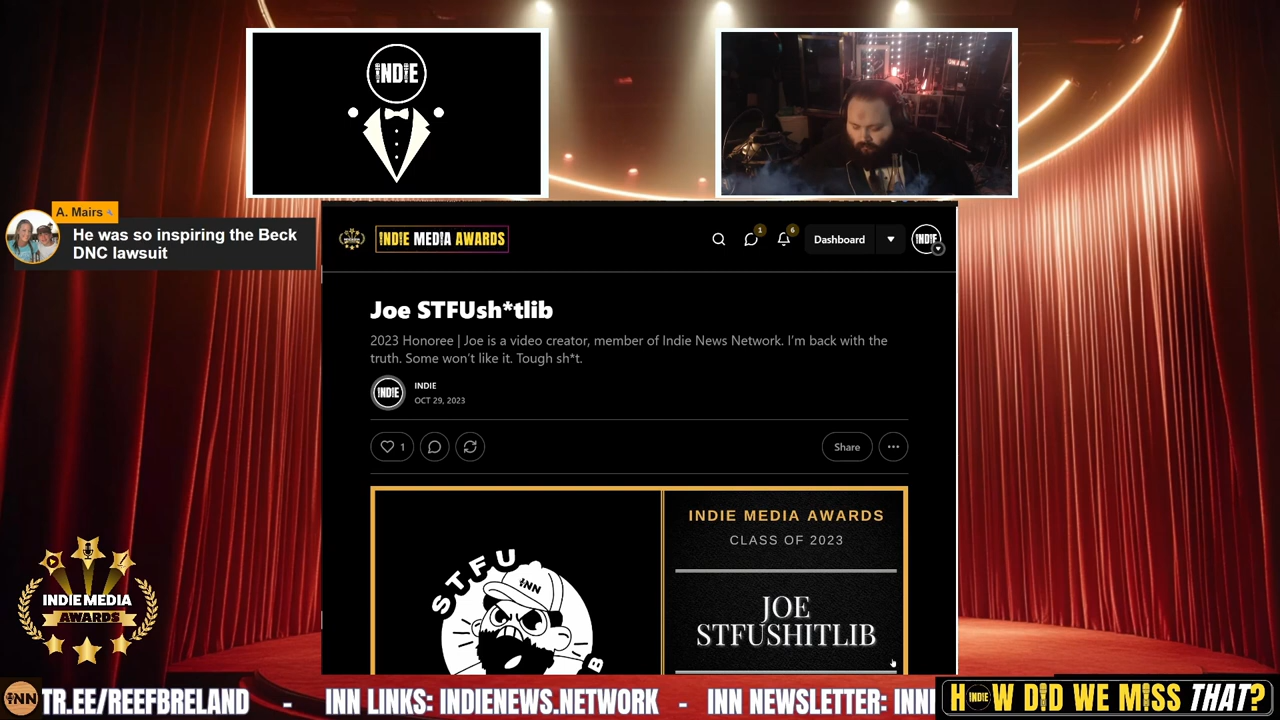 INDIE
A. Mairs
He was so inspiring the Beck
DNC lawsuit
INDIE MEDIA AWARDS
1
6
Dashboard
INDIE
Joe STFUsh*tlib
2023 Honoree | Joe is a video creator, member of Indie News Network. I'm back with the
truth. Some won't like it. Tough sh*t.
INDIE
INDIE
OCT 29, 2023
1
Share
INDIE MEDIA AWARDS
CLASS OF 2023
JOE
STFUSHITLIB
STFU
INN
B
INDIE MEDIA
AWARDS
INN
TR.EE/REEFBRELAND - INN LINKS: INDIENEWS.NETWORK - INN NEWSLETTER: INNI
HOW DID WE MISS THAT?
INDIE